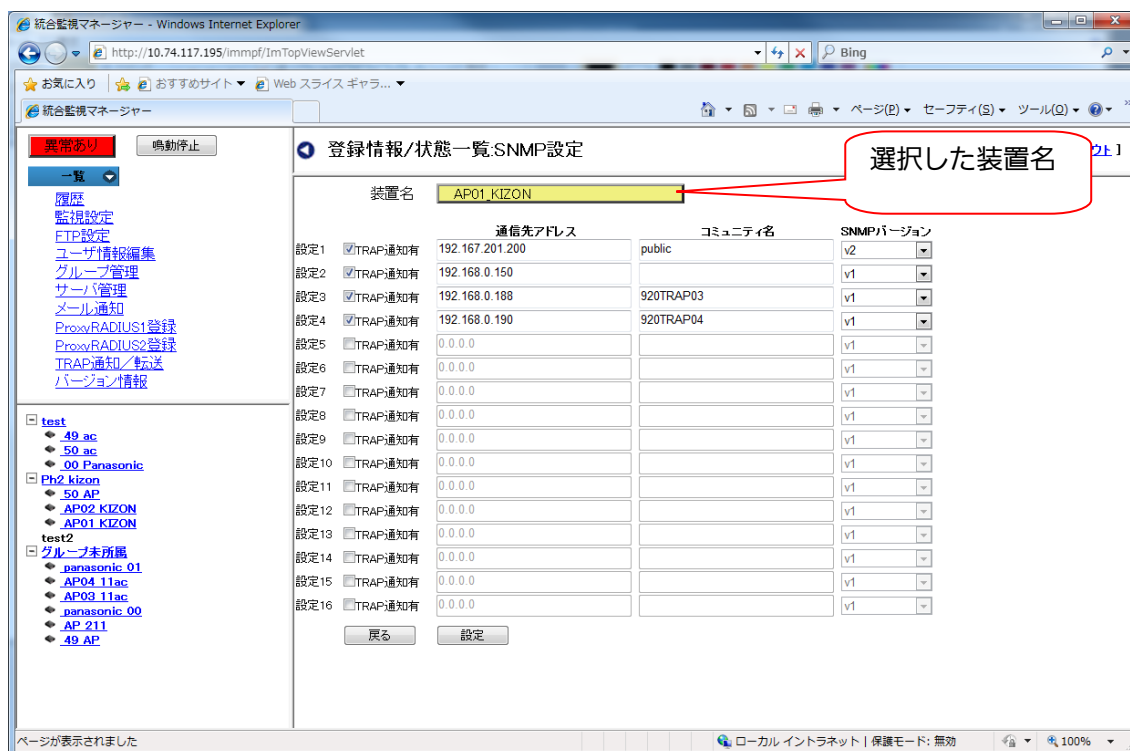 統合監視マネージャー - Windows Internet Explorer
http://10.74.117.195/immpf/ImTopViewServlet
Bing
お気に入り おすすめサイト ▼ Web スライス ギャラ... ▼
統合監視マネージャー
ページ(P) セーフティ(S) ツール(O)
異常あり 鳴動停止
一覧
履歴
監視設定
FTP設定
ユーザ情報編集
グループ管理
サーバ管理
メール通知
ProxyRADIUS1登録
ProxyRADIUS2登録
TRAP通知／転送
バージョン情報
test
49 ac
50 ac
00 Panasonic
Ph2 kizon
50 AP
AP02 KIZON
AP01 KIZON
test2
グループ未所属
panasonic 01
AP04 11ac
AP03 11ac
panasonic 00
AP 211
49 AP
登録情報/状態一覧:SNMP設定
ウト ]
選択した装置名
装置名 AP01_KIZON
通信先アドレス コミュニティ名 SNMPバージョン
設定1 TRAP通知有 192.167.201.200 public v2
設定2 TRAP通知有 192.168.0.150 v1
設定3 TRAP通知有 192.168.0.188 920TRAP03 v1
設定4 TRAP通知有 192.168.0.190 920TRAP04 v1
設定5 TRAP通知有 0.0.0.0 v1
設定6 TRAP通知有 0.0.0.0 v1
設定7 TRAP通知有 0.0.0.0 v1
設定8 TRAP通知有 0.0.0.0 v1
設定9 TRAP通知有 0.0.0.0 v1
設定10 TRAP通知有 0.0.0.0 v1
設定11 TRAP通知有 0.0.0.0 v1
設定12 TRAP通知有 0.0.0.0 v1
設定13 TRAP通知有 0.0.0.0 v1
設定14 TRAP通知有 0.0.0.0 v1
設定15 TRAP通知有 0.0.0.0 v1
設定16 TRAP通知有 0.0.0.0 v1
戻る 設定
ページが表示されました
ローカル イントラネット | 保護モード: 無効
100%